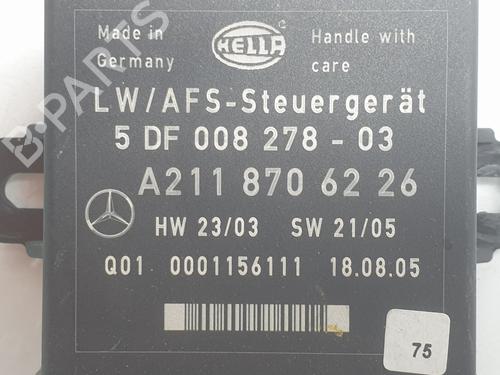 Made in Germany
HELLA
Handle with care
LW/AFS-Steuergerät
5 DF 008 278 - 03
A211 870 62 26
HW 23/03 SW 21/05
Q01 0001156111 18.08.05
75
B-PARTS